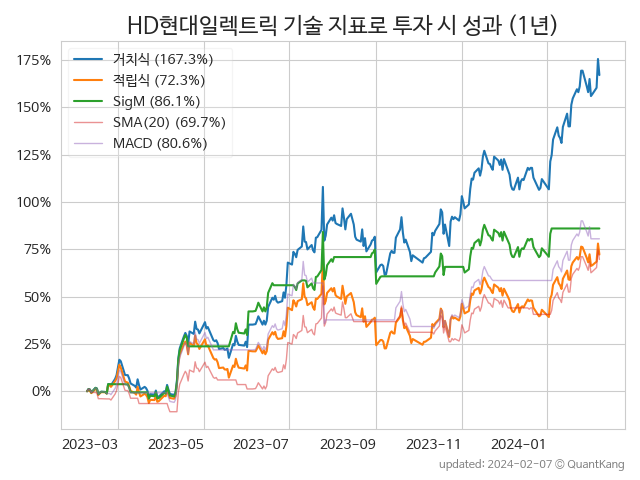 HD현대일렉트릭 기술 지표로 투자 시 성과 (1년)
175%
150%
125%
100%
75%
50%
25%
0%
거치식 (167.3%)
적립식 (72.3%)
SigM (86.1%)
SMA(20) (69.7%)
MACD (80.6%)
2023-03
2023-05
2023-07
2023-09
2023-11
2024-01
updated: 2024-02-07 © QuantKang